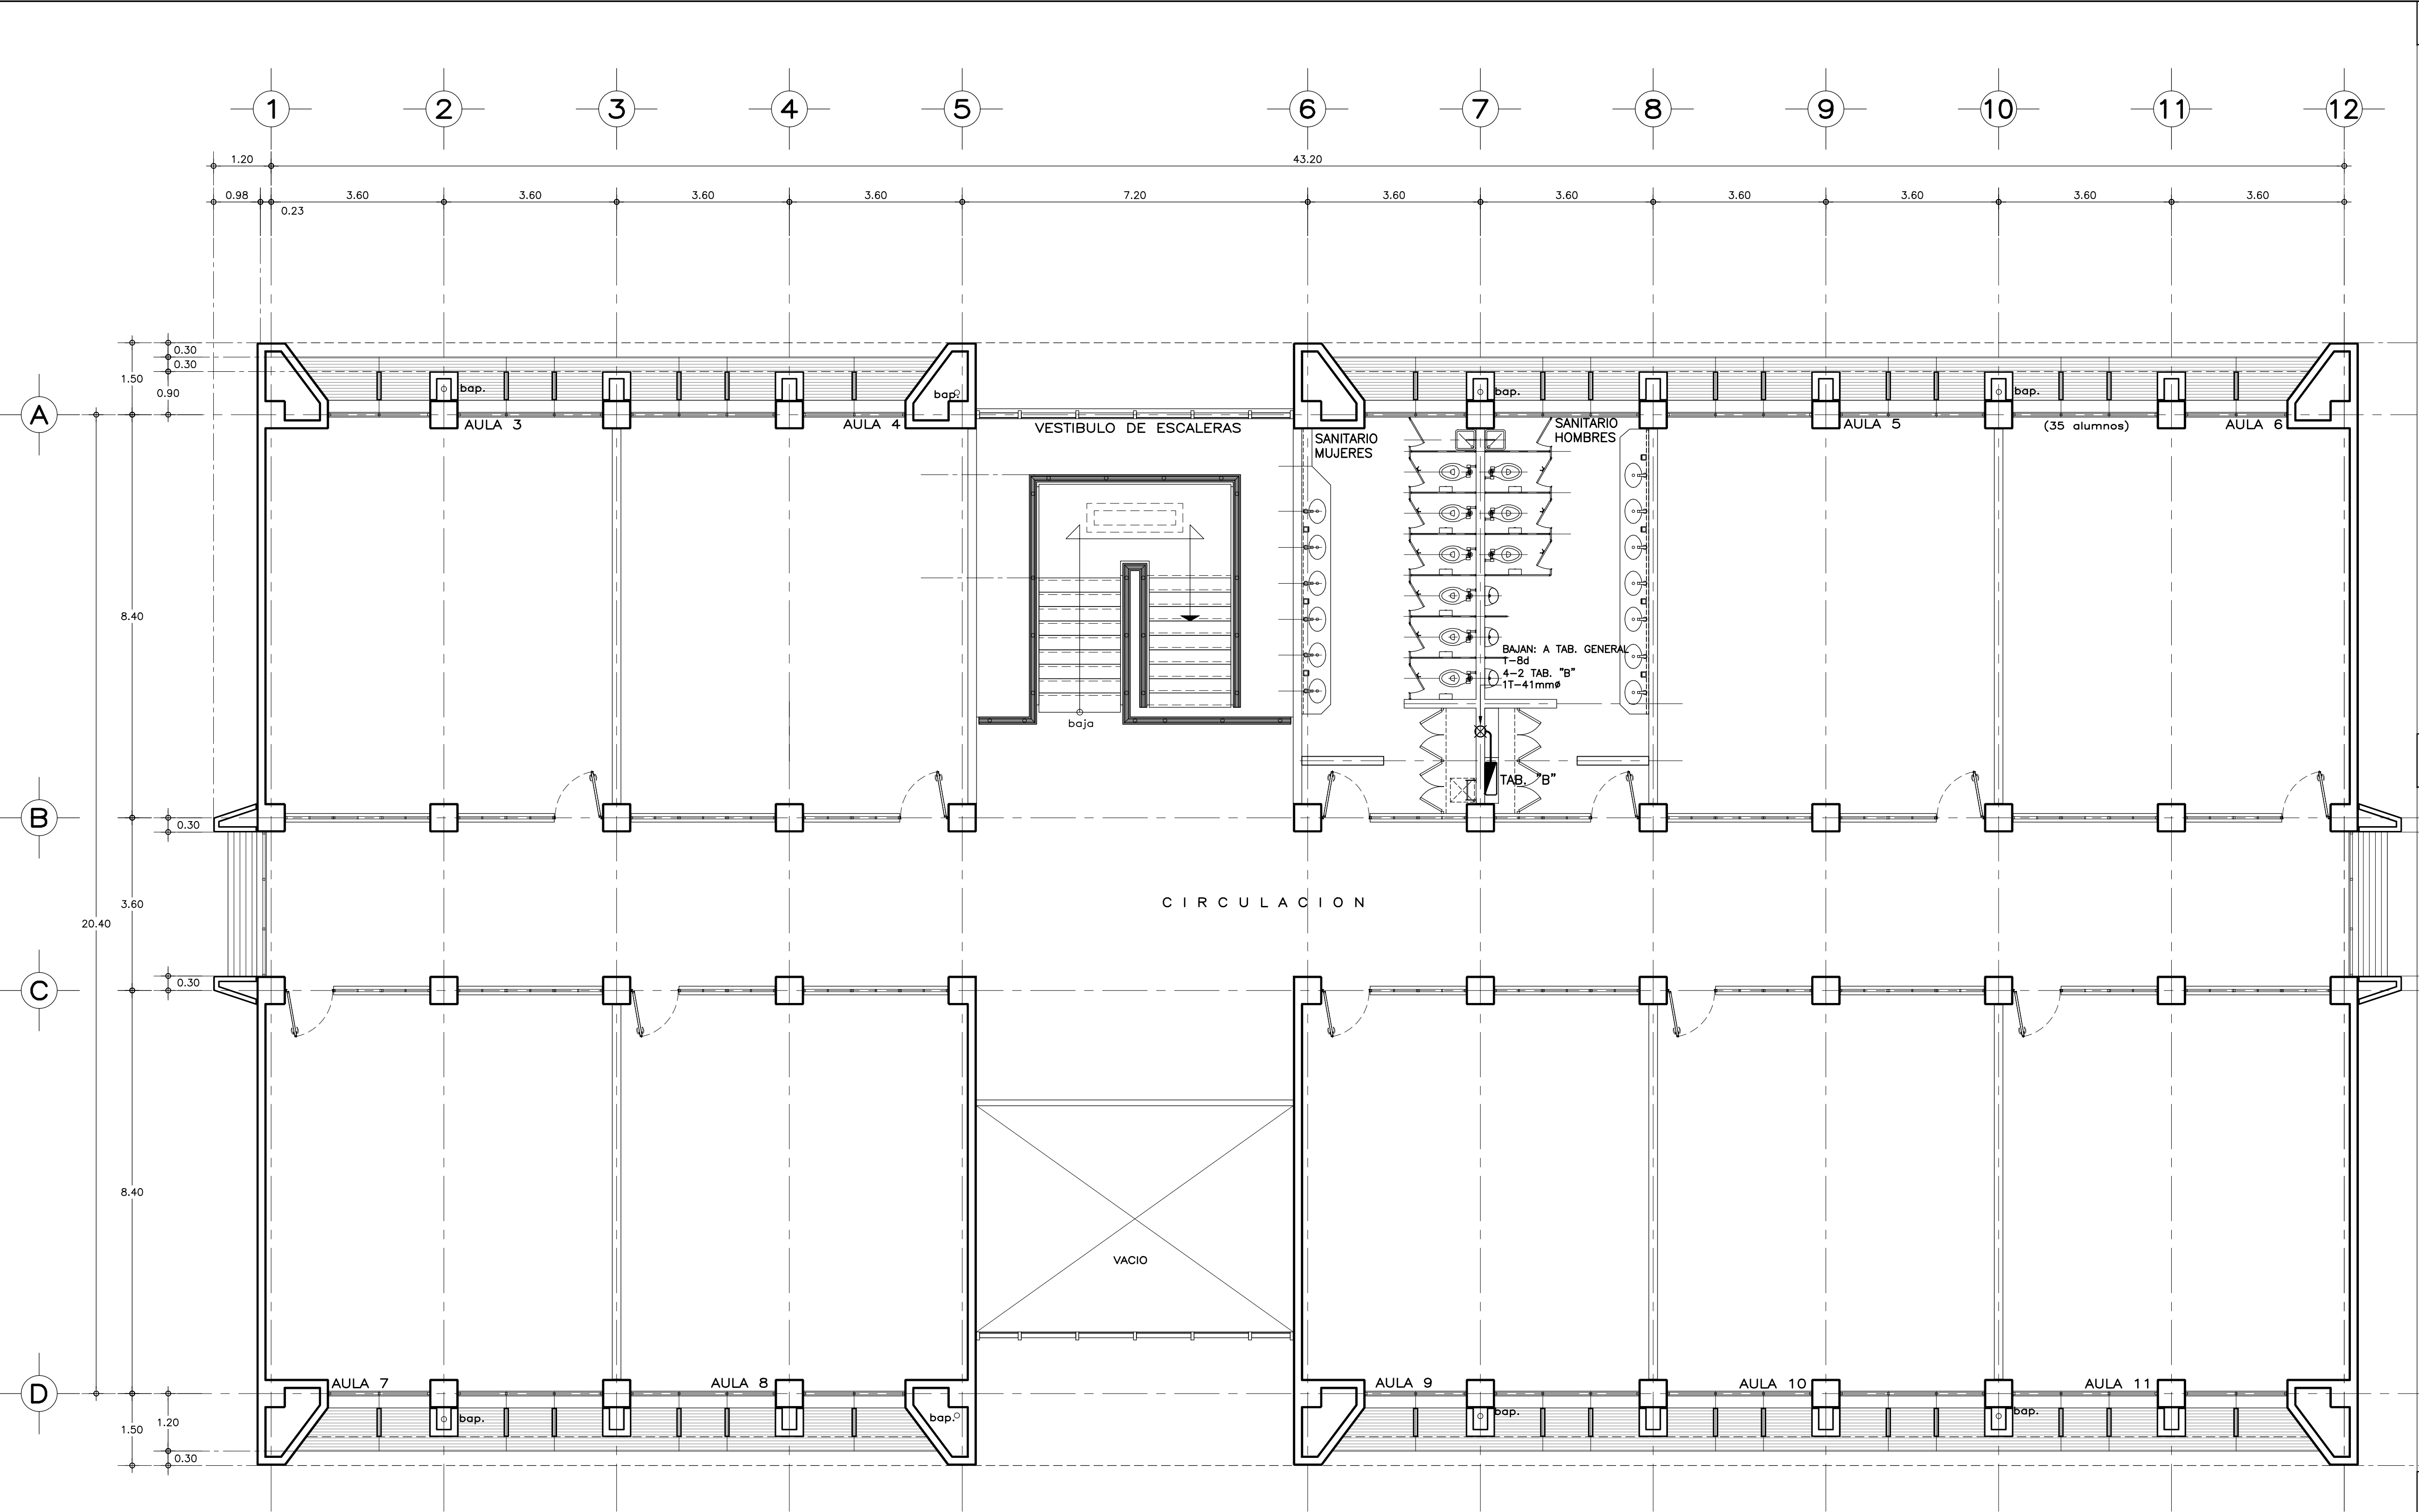 1 2 3 4 5 6 7 8 9 10 11 12
1.20 43.20
0.98 0.23 3.60 3.60 3.60 3.60 7.20 3.60 3.60 3.60 3.60 3.60 3.60
0.30
0.30
1.50
0.90
bap. bap. bap. bap.
A
AULA 3 AULA 4 VESTIBULO DE ESCALERAS
SANITARIO
MUJERES
SANITARIO
HOMBRES
AULA 5 (35 alumnos) AULA 6
8.40
BAJAN: A TAB. GENERAL
T-8d
4-2 TAB. "B"
1T-41mmø
baja
TAB. "B"
B
0.30
3.60
20.40
C I R C U L A C I O N
C
0.30
8.40
VACIO
AULA 7 AULA 8 AULA 9 AULA 10 AULA 11
D
bap. bap. bap. bap.
1.20
1.50
0.30